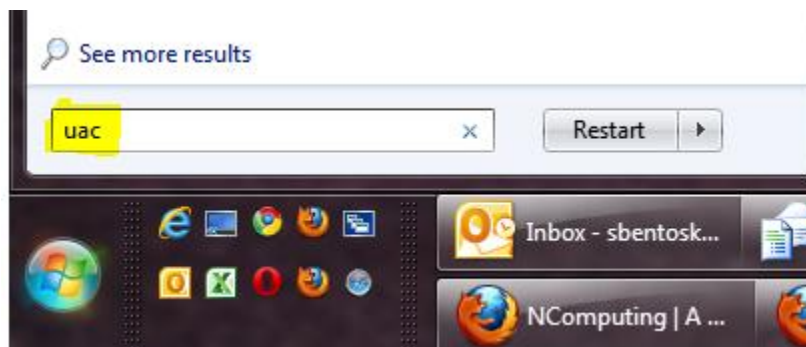 See more results
uac
Restart
Inbox - sbentosk...
NComputing | A ...